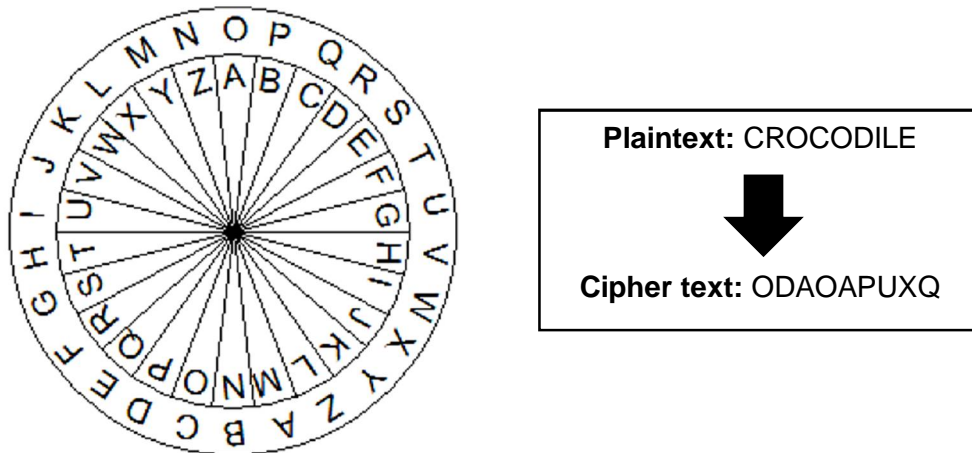 O P Q R S T U V W X Y Z A B C D E F G H I J K L M N
A B C D E F G H I J K L M N O P Q R S T U V W X Y Z
Plaintext: CROCODILE
Cipher text: ODAOAPUXQ